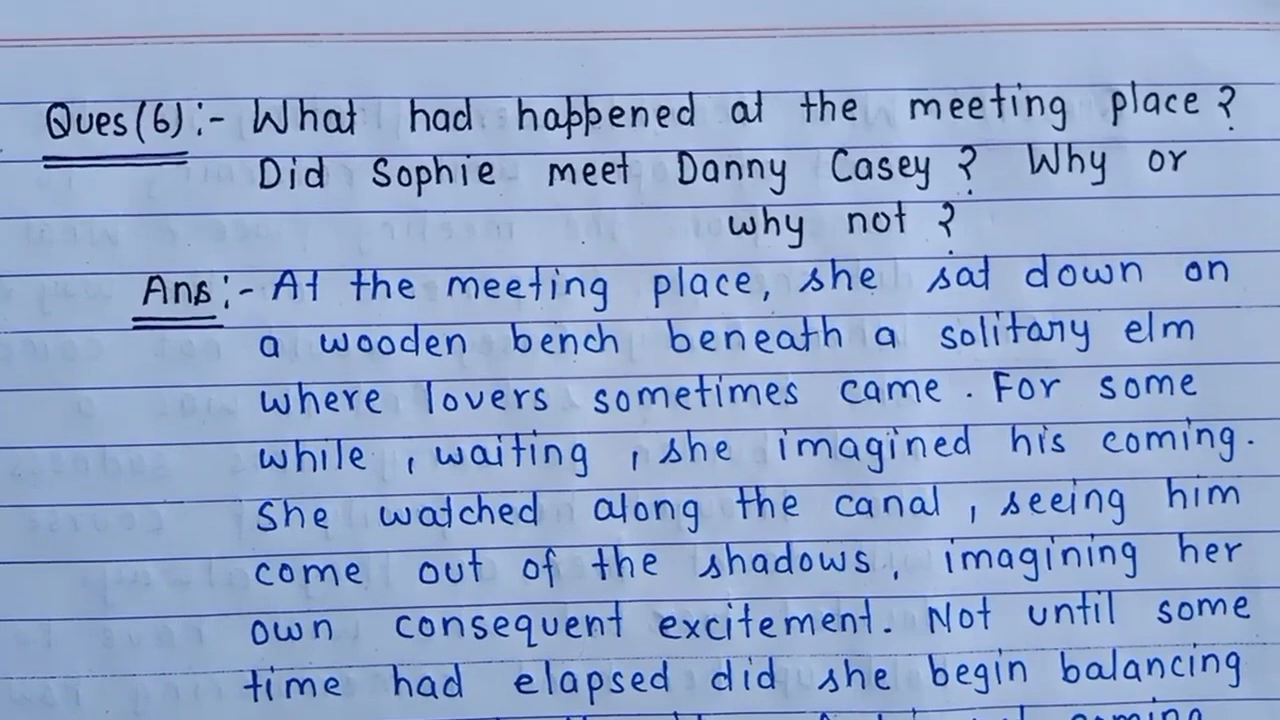 Ques(6):- What had happened at the meeting place?
Did Sophie meet Danny Casey? Why or
why not?
Ans:- At the meeting place, she sat down on
a wooden bench beneath a solitary elm
where lovers sometimes came. For some
while, waiting, she imagined his coming.
She watched along the canal, seeing him
come out of the shadows, imagining her
own consequent excitement. Not until some
time had elapsed did she begin balancing